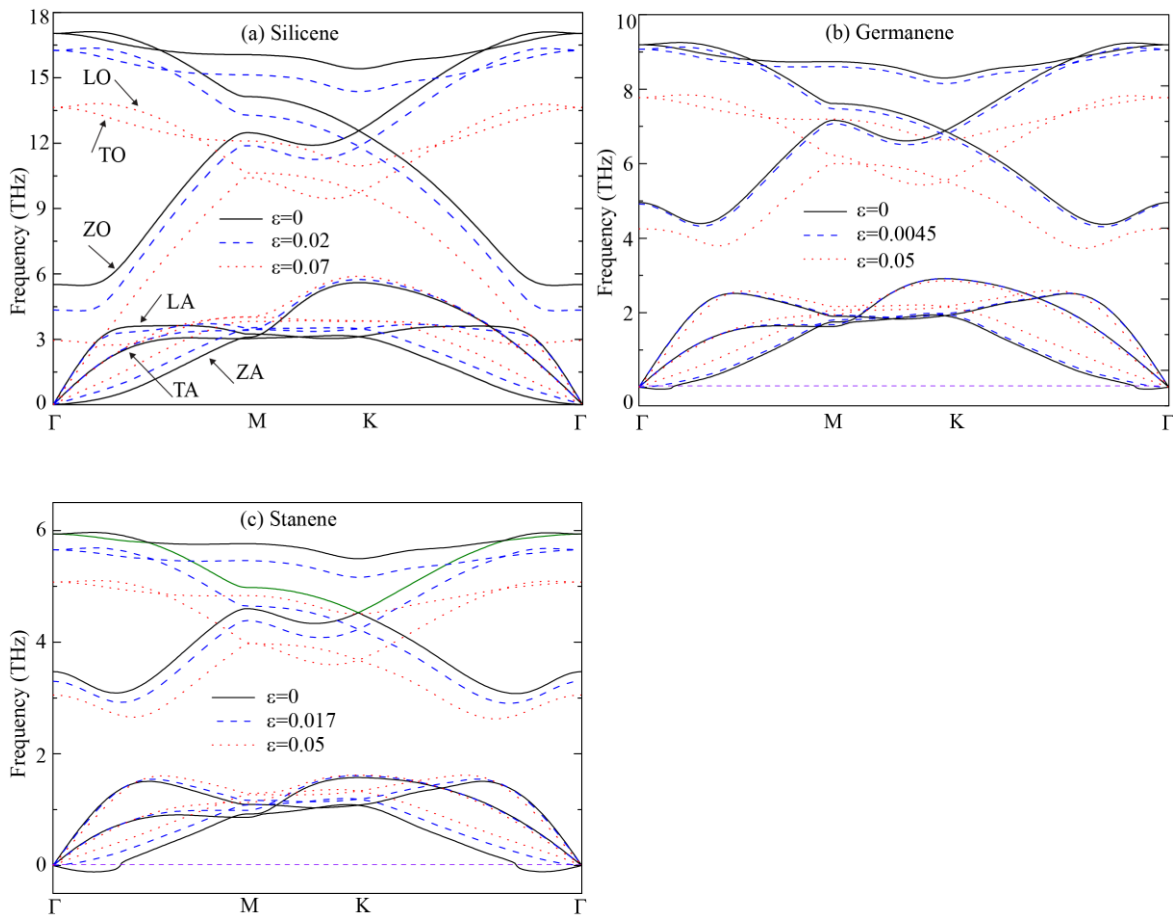 (a) Silicene
Frequency (THz)
18
15
12
9
6
3
0
LO
TO
ZO
LA
TA
ZA
ε=0
ε=0.02
ε=0.07
Γ M K Γ
(b) Germanene
Frequency (THz)
10
8
6
4
2
0
ε=0
ε=0.0045
ε=0.05
Γ M K Γ
(c) Stanene
Frequency (THz)
6
4
2
0
ε=0
ε=0.017
ε=0.05
Γ M K Γ